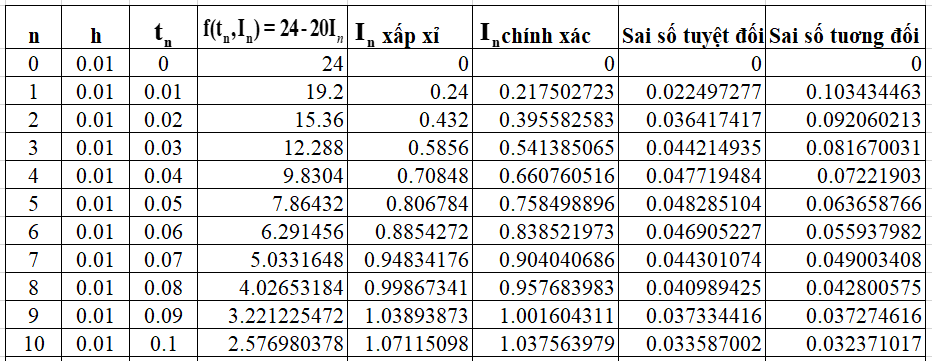 n h tₙ f(tₙ,Iₙ) = 24 - 20Iₙ Iₙ xấp xỉ Iₙchính xác Sai số tuyệt đối Sai số tuơng đối
0 0.01 0 24 0 0 0 0
1 0.01 0.01 19.2 0.24 0.217502723 0.022497277 0.103434463
2 0.01 0.02 15.36 0.432 0.395582583 0.036417417 0.092060213
3 0.01 0.03 12.288 0.5856 0.541385065 0.044214935 0.081670031
4 0.01 0.04 9.8304 0.70848 0.660760516 0.047719484 0.07221903
5 0.01 0.05 7.86432 0.806784 0.758498896 0.048285104 0.063658766
6 0.01 0.06 6.291456 0.8854272 0.838521973 0.046905227 0.055937982
7 0.01 0.07 5.0331648 0.94834176 0.904040686 0.044301074 0.049003408
8 0.01 0.08 4.02653184 0.99867341 0.957683983 0.040989425 0.042800575
9 0.01 0.09 3.221225472 1.03893873 1.001604311 0.037334416 0.037274616
10 0.01 0.1 2.576980378 1.07115098 1.037563979 0.033587002 0.032371017